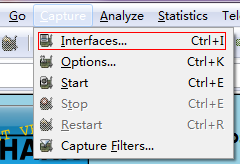 Go Capture Analyze Statistics
Interfaces... Ctrl+I
Options... Ctrl+K
Start Ctrl+E
Stop Ctrl+E
Restart Ctrl+R
Capture Filters...